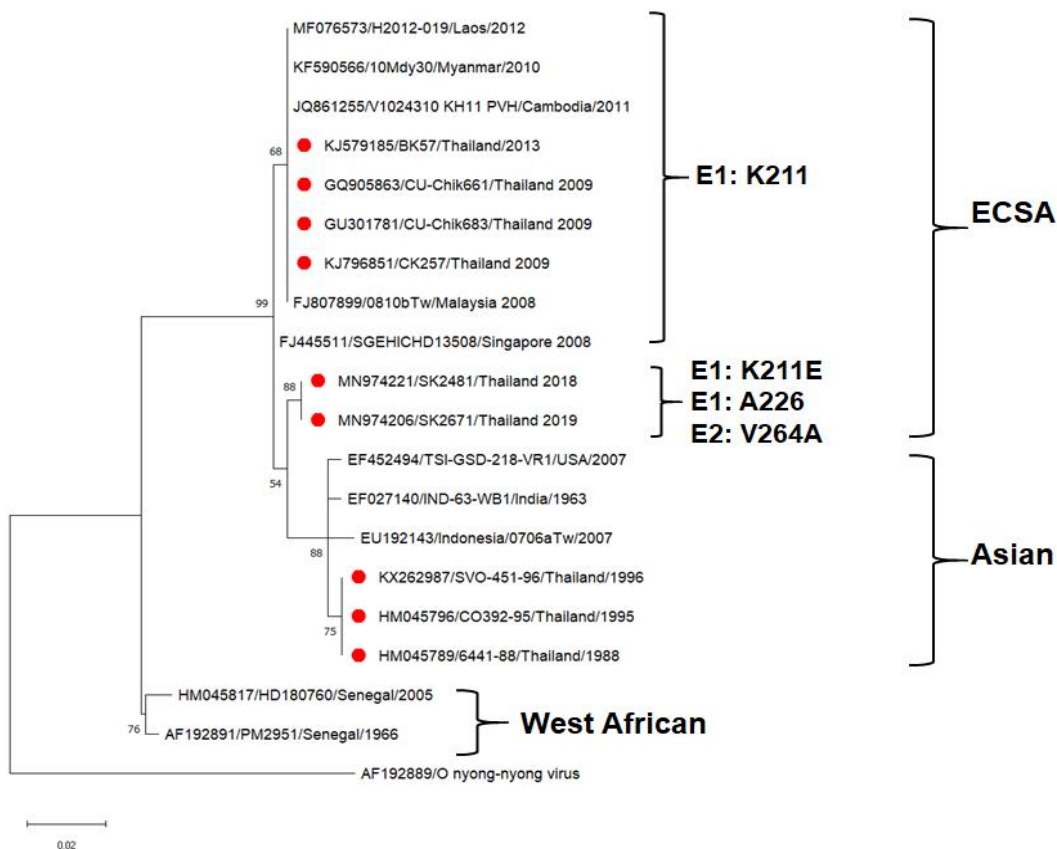 MF076573/H2012-019/Laos/2012
KF590566/10Mdy30/Myanmar/2010
JQ861255/V1024310 KH11 PVH/Cambodia/2011
68
KJ579185/BK57/Thailand/2013
GQ905863/CU-Chik661/Thailand 2009
E1: K211
GU301781/CU-Chik683/Thailand 2009
ECSA
KJ796851/CK257/Thailand 2009
99
FJ807899/0810bTw/Malaysia 2008
FJ445511/SGEHICHD13508/Singapore 2008
88
MN974221/SK2481/Thailand 2018
MN974206/SK2671/Thailand 2019
E1: K211E
E1: A226
E2: V264A
EF452494/TSI-GSD-218-VR1/USA/2007
54
EF027140/IND-63-WB1/India/1963
EU192143/Indonesia/0706aTw/2007
88
Asian
KX262987/SVO-451-96/Thailand/1996
HM045796/CO392-95/Thailand/1995
75
HM045789/6441-88/Thailand/1988
HM045817/HD180760/Senegal/2005
West African
76
AF192891/PM2951/Senegal/1966
AF192889/O nyong-nyong virus
0.02